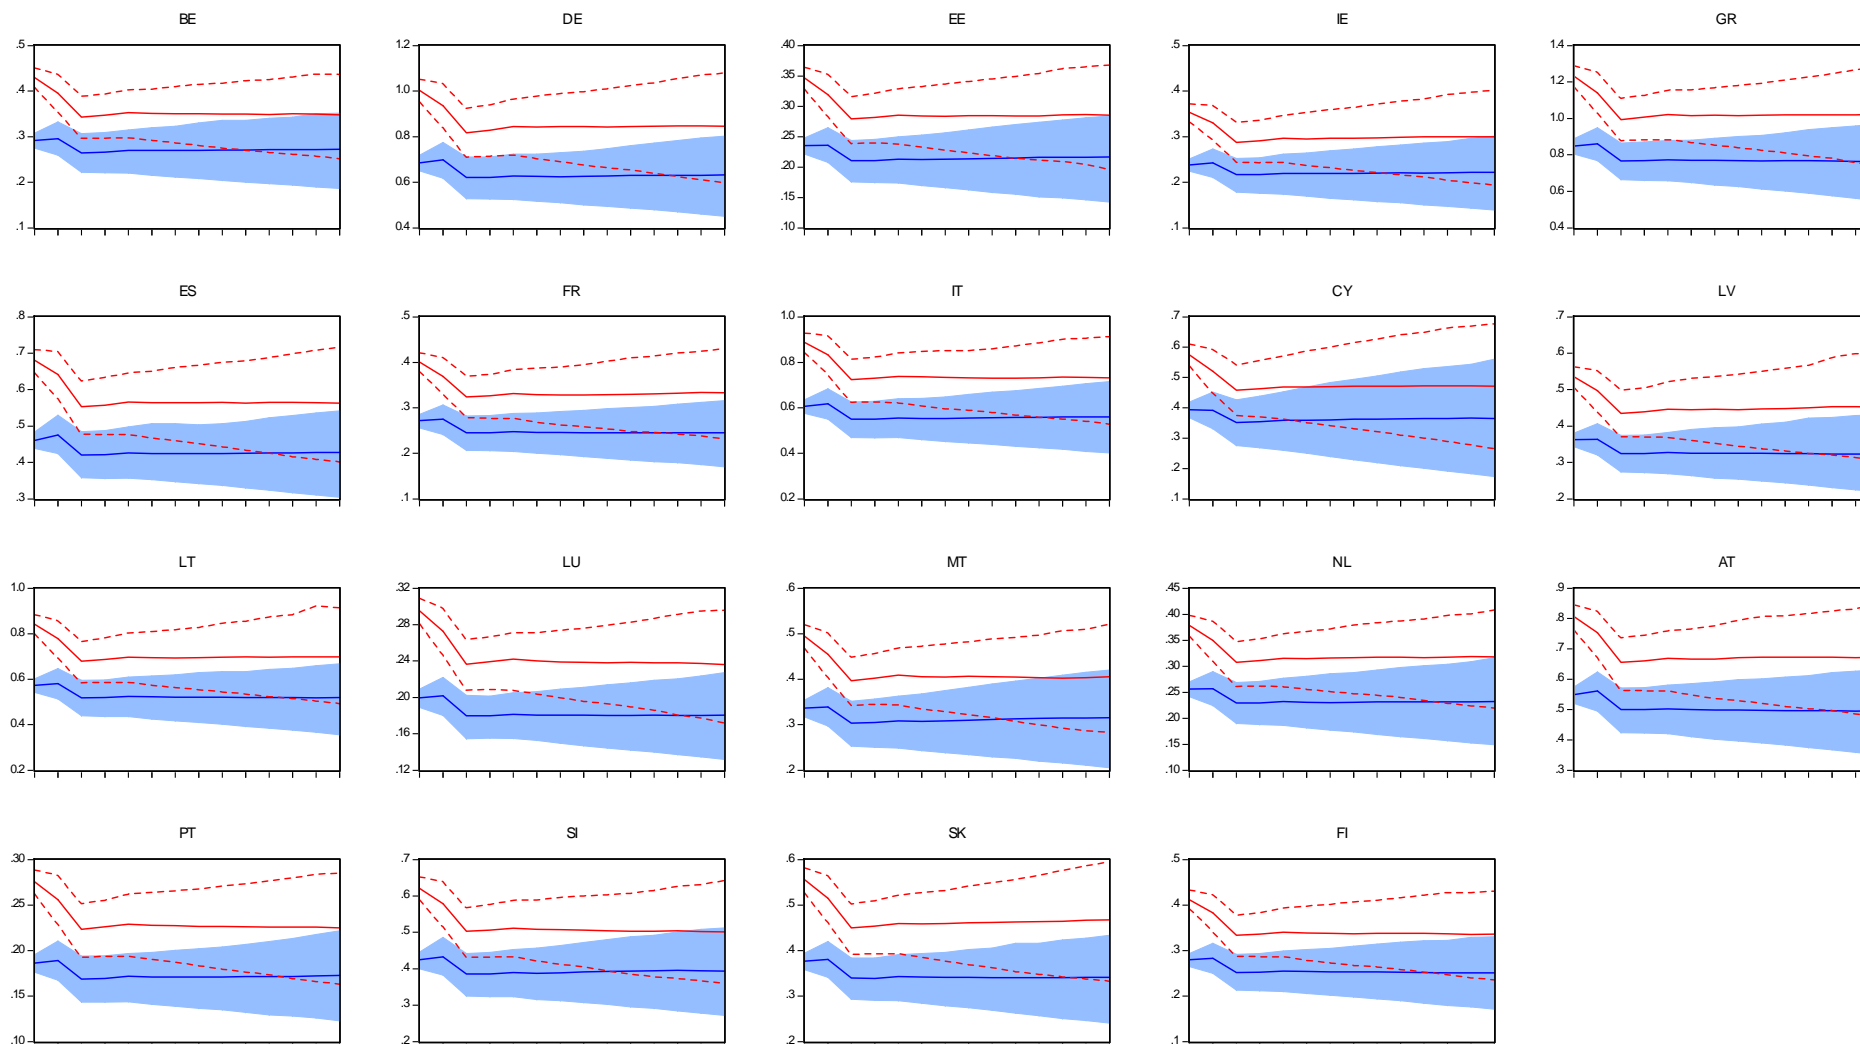 BE DE EE IE GR
.5 1.2 .40 .5 1.4
.35 1.2
.4 1.0 .30 .4 1.0
.3 0.8 .25 .3 0.8
.2 0.6 .20 .2 0.6
.15
.1 0.4 .10 .1 0.4
ES FR IT CY LV
.8 .5 1.0 .7 .7
.7 .4 0.8 .6 .6
.6 .5 .5
.5 .3 0.6 .4 .4
.4 .2 0.4 .3 .3
.2
.3 .1 0.2 .1 .2
LT LU MT NL AT
1.0 .32 .6 .45 .9
0.8 .28 .5 .40 .8
.35 .7
0.6 .24 .4 .30 .6
.20 .25
0.4 .16 .3 .20 .5
.15 .4
0.2 .12 .2 .10 .3
PT SI SK FI
.30 .7 .6 .5
.25 .6 .5 .4
.5
.20 .4 .4 .3
.15 .3 .3 .2
.10 .2 .2 .1